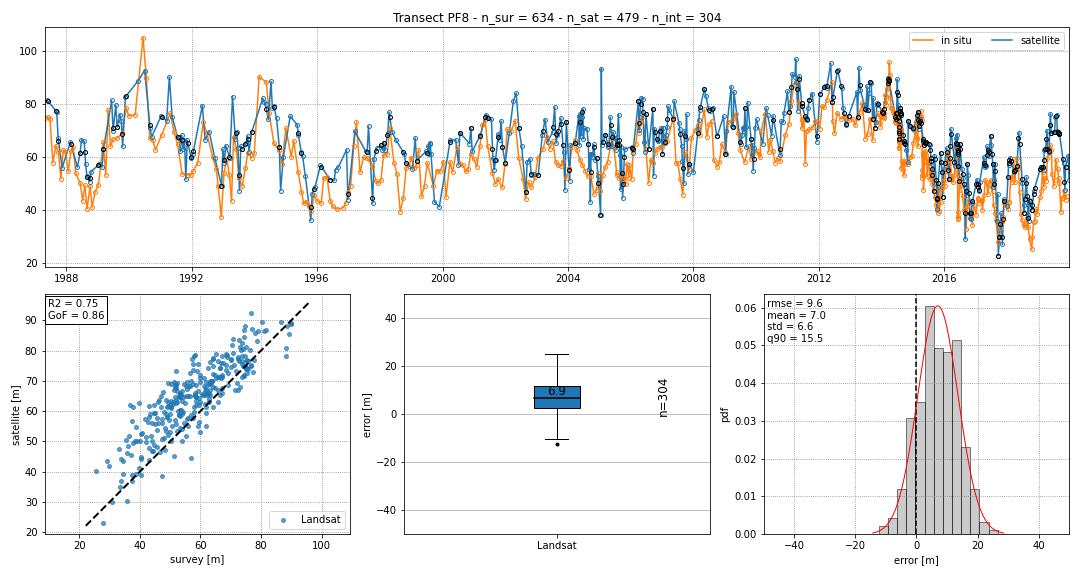 Transect PF8 - n_sur = 634 - n_sat = 479 - n_int = 304
in situ
satellite
100
80
60
40
20
1988
1992
1996
2000
2004
2008
2012
2016
R2 = 0.75
GoF = 0.86
90
80
70
60
50
40
30
20
satellite [m]
20
40
60
80
100
survey [m]
Landsat
40
20
0
−20
−40
error [m]
6.9
n=304
Landsat
rmse = 9.6
mean = 7.0
std = 6.6
q90 = 15.5
0.06
0.05
0.04
0.03
0.02
0.01
0.00
pdf
−40
−20
0
20
40
error [m]